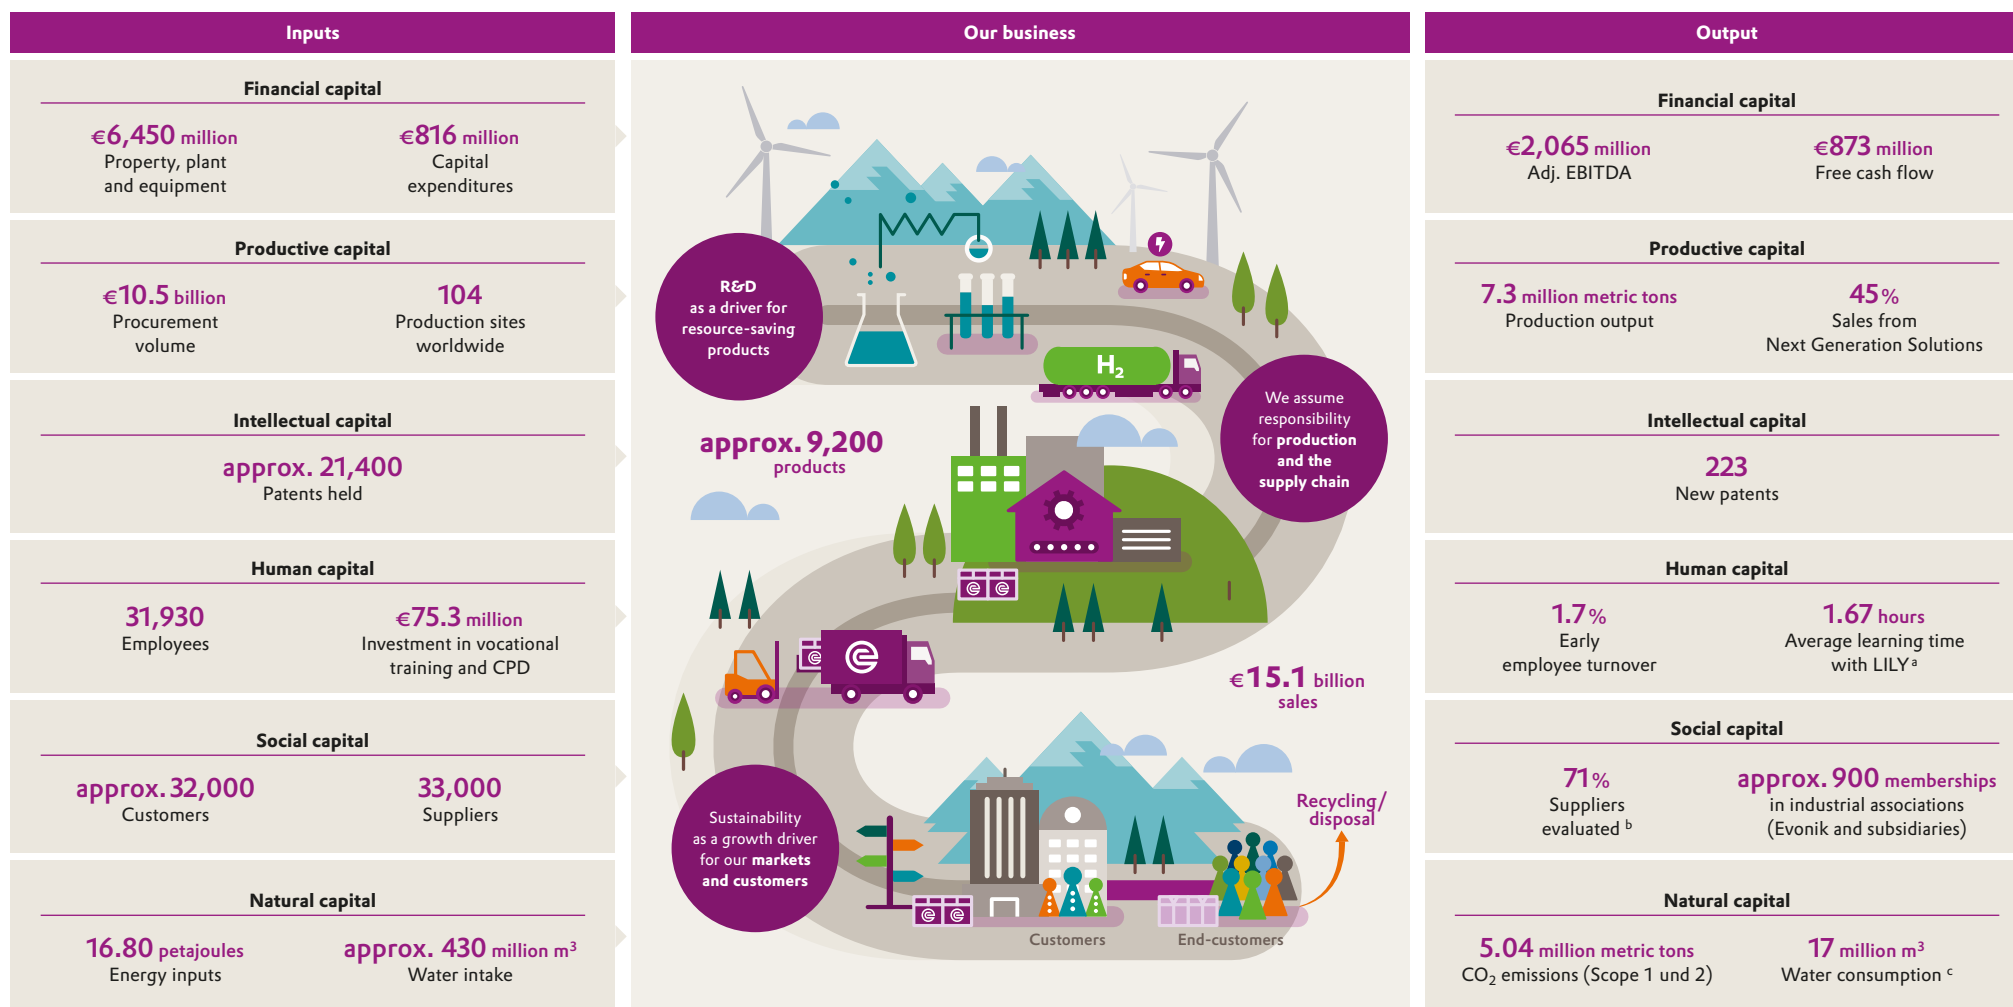 Inputs
Financial capital
€6,450 million
Property, plant
and equipment
€816 million
Capital
expenditures
Productive capital
€10.5 billion
Procurement
volume
104
Production sites
worldwide
Intellectual capital
approx. 21,400
Patents held
Human capital
31,930
Employees
€75.3 million
Investment in vocational
training and CPD
Social capital
approx. 32,000
Customers
33,000
Suppliers
Natural capital
16.80 petajoules
Energy inputs
approx. 430 million m³
Water intake
Our business
R&D
as a driver for
resource-saving
products
H₂
We assume
responsibility
for production
and the
supply chain
approx. 9,200
products
€15.1 billion
sales
Sustainability
as a growth driver
for our markets
and customers
Recycling/
disposal
Customers
End-customers
Output
Financial capital
€2,065 million
Adj. EBITDA
€873 million
Free cash flow
Productive capital
7.3 million metric tons
Production output
45%
Sales from
Next Generation Solutions
Intellectual capital
223
New patents
Human capital
1.7%
Early
employee turnover
1.67 hours
Average learning time
with LILY ᵃ
Social capital
71%
Suppliers
evaluated ᵇ
approx. 900 memberships
in industrial associations
(Evonik and subsidiaries)
Natural capital
5.04 million metric tons
CO₂ emissions (Scope 1 und 2)
17 million m³
Water consumption ᶜ